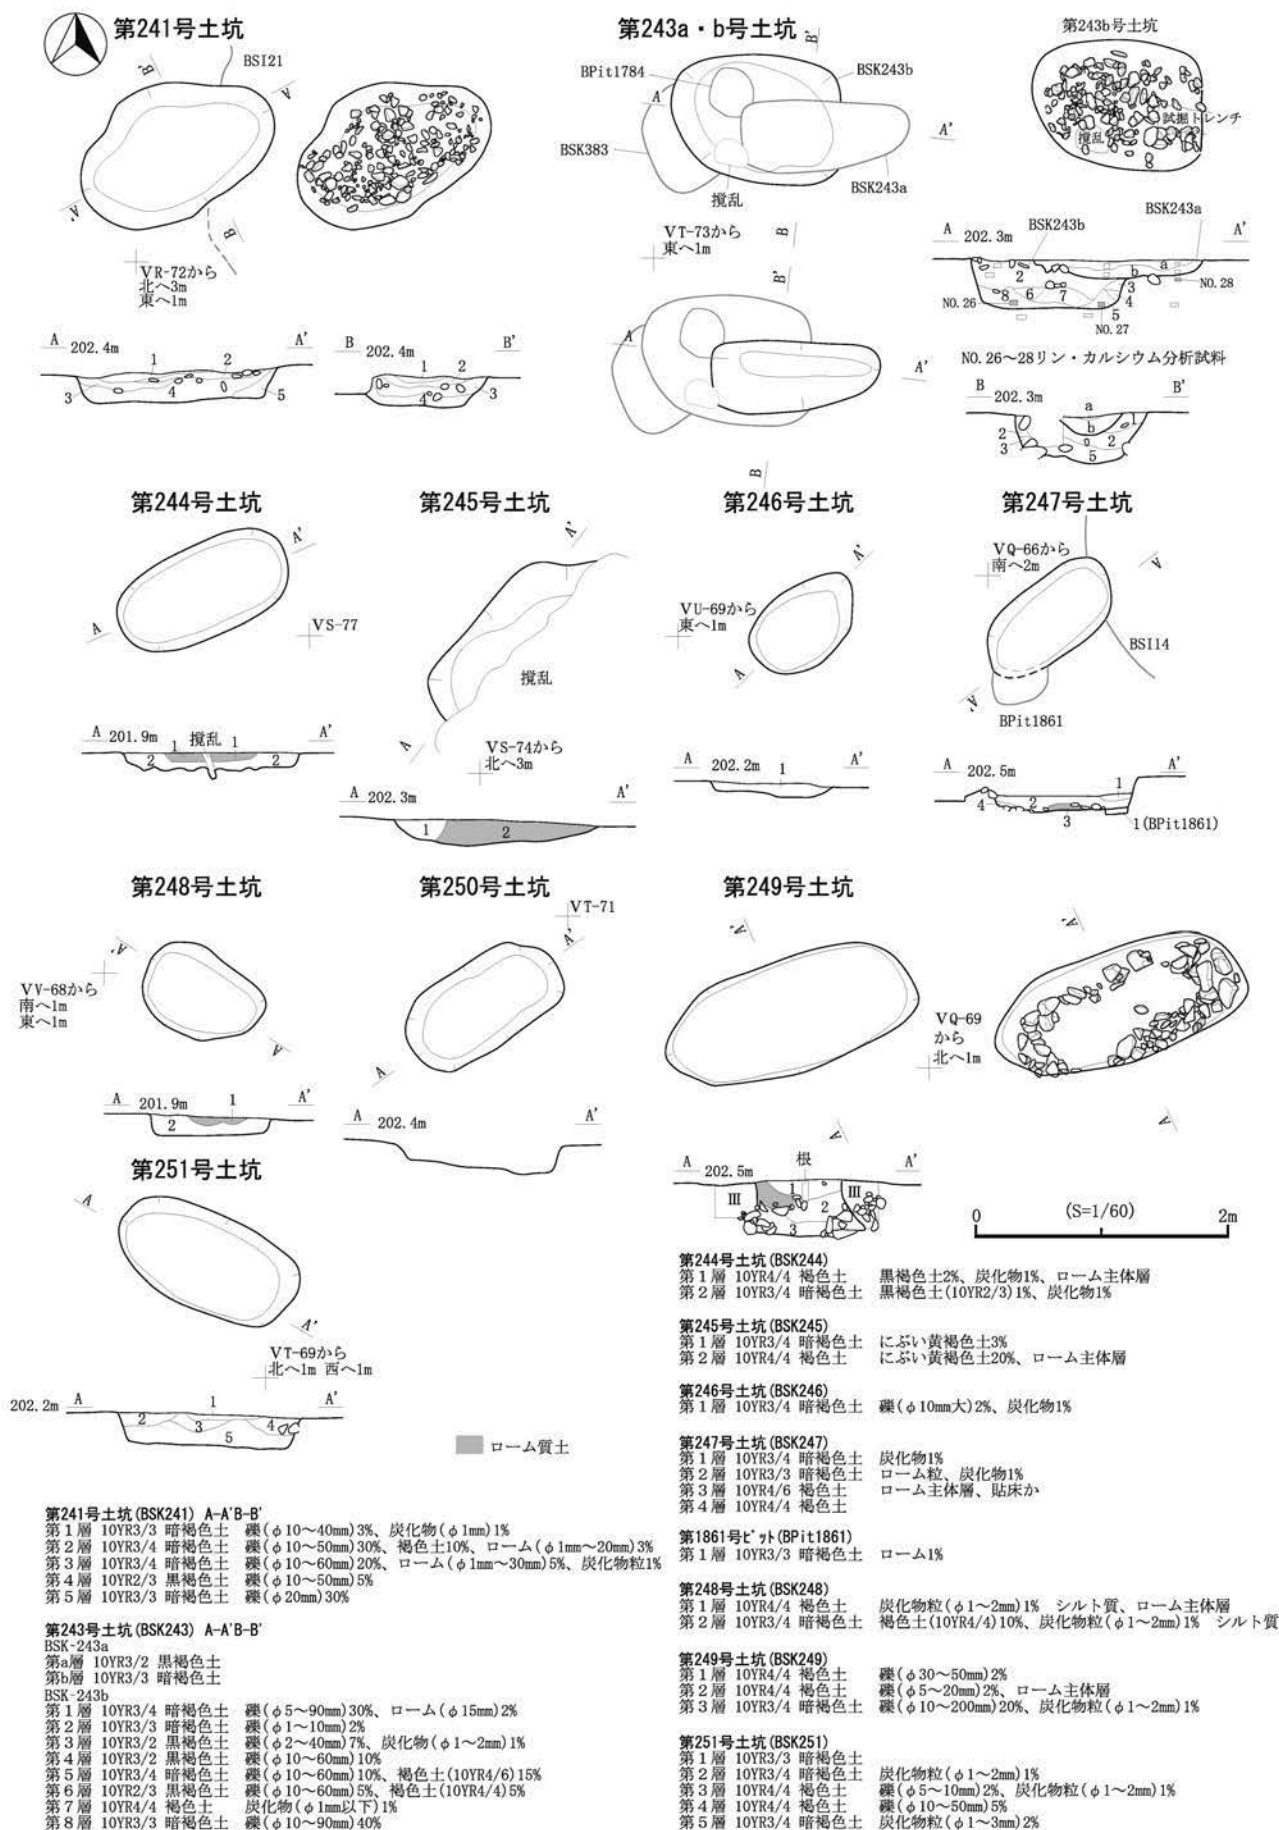 第241号土坑
BSI21
B'
A
A'
B
VR-72から
北へ3m
東へ1m
A 202.4m A'
1 2
3 4 5
B 202.4m B'
1 2
4 3
第243a・b号土坑
B'
BPit1784
BSK243b
A
A'
BSK383
BSK243a
撹乱
VT-73から
東へ1m
B
B'
A
A'
B
第243b号土坑
試掘トレンチ
撹乱
BSK243a
BSK243b
A 202.3m A'
a
2 b
3
8 6 7 4
5
NO.28
NO.26
NO.27
NO.26～28リン・カルシウム分析試料
B 202.3m B'
a
b 1
2 2
3 5
第244号土坑
A'
A
VS-77
A 201.9m 撹乱 A'
1 1
2 2
第245号土坑
A'
撹乱
A
VS-74から
北へ3m
A 202.3m A'
1 2
第246号土坑
A'
VU-69から
東へ1m
A
A 202.2m 1 A'
第247号土坑
VQ-66から
南へ2m
A
BSI14
A'
BPit1861
A 202.5m A'
1
2
4
3 1(BPit1861)
第248号土坑
A'
VV-68から
南へ1m
東へ1m
A
A 201.9m 1 A'
2
第250号土坑
VT-71
A'
A
A 202.4m A'
第249号土坑
A'
A'
VQ-69
から
北へ1m
A
A
A 202.5m 根 A'
Ⅲ 1 Ⅲ
2
3
0 (S=1/60) 2m
第251号土坑
A
A'
VT-69から
北へ1m 西へ1m
202.2m A 1 A'
2 3 4
5
ローム質土
第241号土坑(BSK241) A-A'B-B'
第1層 10YR3/3 暗褐色土 礫(φ10～40mm)3%、炭化物(φ1mm)1%
第2層 10YR3/4 暗褐色土 礫(φ10～50mm)30%、褐色土10%、ローム(φ1mm～20mm)3%
第3層 10YR3/4 暗褐色土 礫(φ10～60mm)20%、ローム(φ1mm～30mm)5%、炭化物粒1%
第4層 10YR2/3 黒褐色土 礫(φ10～50mm)5%
第5層 10YR3/3 暗褐色土 礫(φ20mm)30%
第243号土坑(BSK243) A-A'B-B'
BSK-243a
第a層 10YR3/2 黒褐色土
第b層 10YR3/3 暗褐色土
BSK-243b
第1層 10YR3/4 暗褐色土 礫(φ5～90mm)30%、ローム(φ15mm)2%
第2層 10YR3/3 暗褐色土 礫(φ1～10mm)2%
第3層 10YR3/2 黒褐色土 礫(φ2～40mm)7%、炭化物(φ1～2mm)1%
第4層 10YR3/2 黒褐色土 礫(φ10～60mm)10%
第5層 10YR3/4 暗褐色土 礫(φ10～60mm)10%、褐色土(10YR4/6)15%
第6層 10YR2/3 黒褐色土 礫(φ10～60mm)5%、褐色土(10YR4/4)5%
第7層 10YR4/4 褐色土 炭化物(φ1mm以下)1%
第8層 10YR3/3 暗褐色土 礫(φ10～90mm)40%
第244号土坑(BSK244)
第1層 10YR4/4 褐色土 黒褐色土2%、炭化物1%、ローム主体層
第2層 10YR3/4 暗褐色土 黒褐色土(10YR2/3)1%、炭化物1%
第245号土坑(BSK245)
第1層 10YR3/4 暗褐色土 にぶい黄褐色土3%
第2層 10YR4/4 褐色土 にぶい黄褐色土20%、ローム主体層
第246号土坑(BSK246)
第1層 10YR3/4 暗褐色土 礫(φ10mm大)2%、炭化物1%
第247号土坑(BSK247)
第1層 10YR3/4 暗褐色土 炭化物1%
第2層 10YR3/3 暗褐色土 ローム粒、炭化物1%
第3層 10YR4/6 褐色土 ローム主体層、貼床か
第4層 10YR4/4 褐色土
第1861号ピット(BPit1861)
第1層 10YR3/3 暗褐色土 ローム1%
第248号土坑(BSK248)
第1層 10YR4/4 褐色土 炭化物粒(φ1～2mm)1% シルト質、ローム主体層
第2層 10YR3/4 暗褐色土 褐色土(10YR4/4)10%、炭化物粒(φ1～2mm)1% シルト質
第249号土坑(BSK249)
第1層 10YR4/4 褐色土 礫(φ30～50mm)2%
第2層 10YR4/4 褐色土 礫(φ5～20mm)2%、ローム主体層
第3層 10YR3/4 暗褐色土 礫(φ10～200mm)20%、炭化物粒(φ1～2mm)1%
第251号土坑(BSK251)
第1層 10YR3/3 暗褐色土
第2層 10YR3/4 暗褐色土 炭化物粒(φ1～2mm)1%
第3層 10YR4/4 褐色土 礫(φ5～10mm)2%、炭化物粒(φ1～2mm)1%
第4層 10YR4/4 褐色土 礫(φ10～50mm)5%
第5層 10YR3/4 暗褐色土 炭化物粒(φ1～3mm)2%